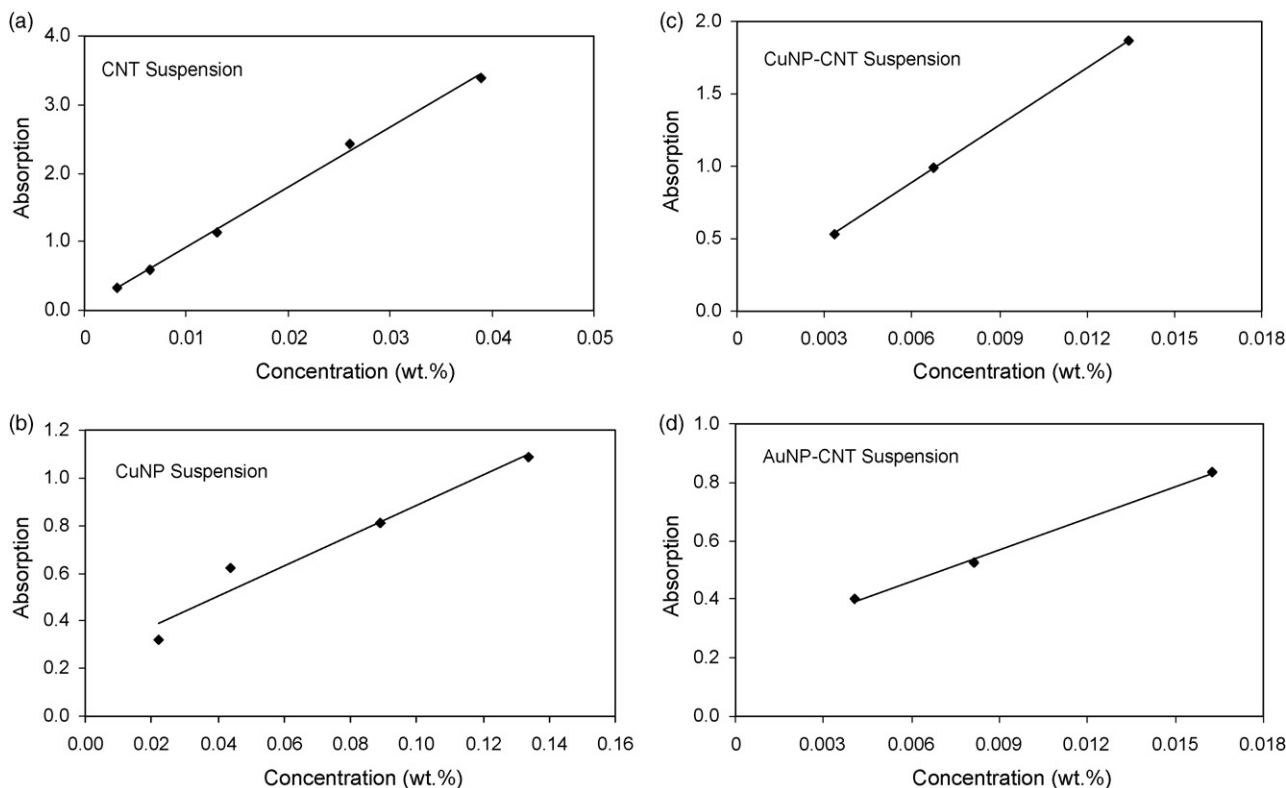 (a)
4.0
3.0
2.0
1.0
0.0
Absorption
CNT Suspension
0 0.01 0.02 0.03 0.04 0.05
Concentration (wt.%)
(b)
1.2
1.0
0.8
0.6
0.4
0.2
0.0
Absorption
CuNP Suspension
0.00 0.02 0.04 0.06 0.08 0.10 0.12 0.14 0.16
Concentration (wt.%)
(c)
2.0
1.5
1.0
0.5
0.0
Absorption
CuNP-CNT Suspension
0 0.003 0.006 0.009 0.012 0.015 0.018
Concentration (wt.%)
(d)
1.0
0.8
0.6
0.4
0.2
0.0
Absorption
AuNP-CNT Suspension
0 0.003 0.006 0.009 0.012 0.015 0.018
Concentration (wt.%)